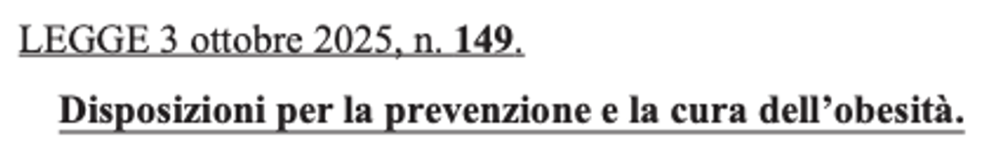 LEGGE 3 ottobre 2025, n. 149.
Disposizioni per la prevenzione e la cura dell’obesità.